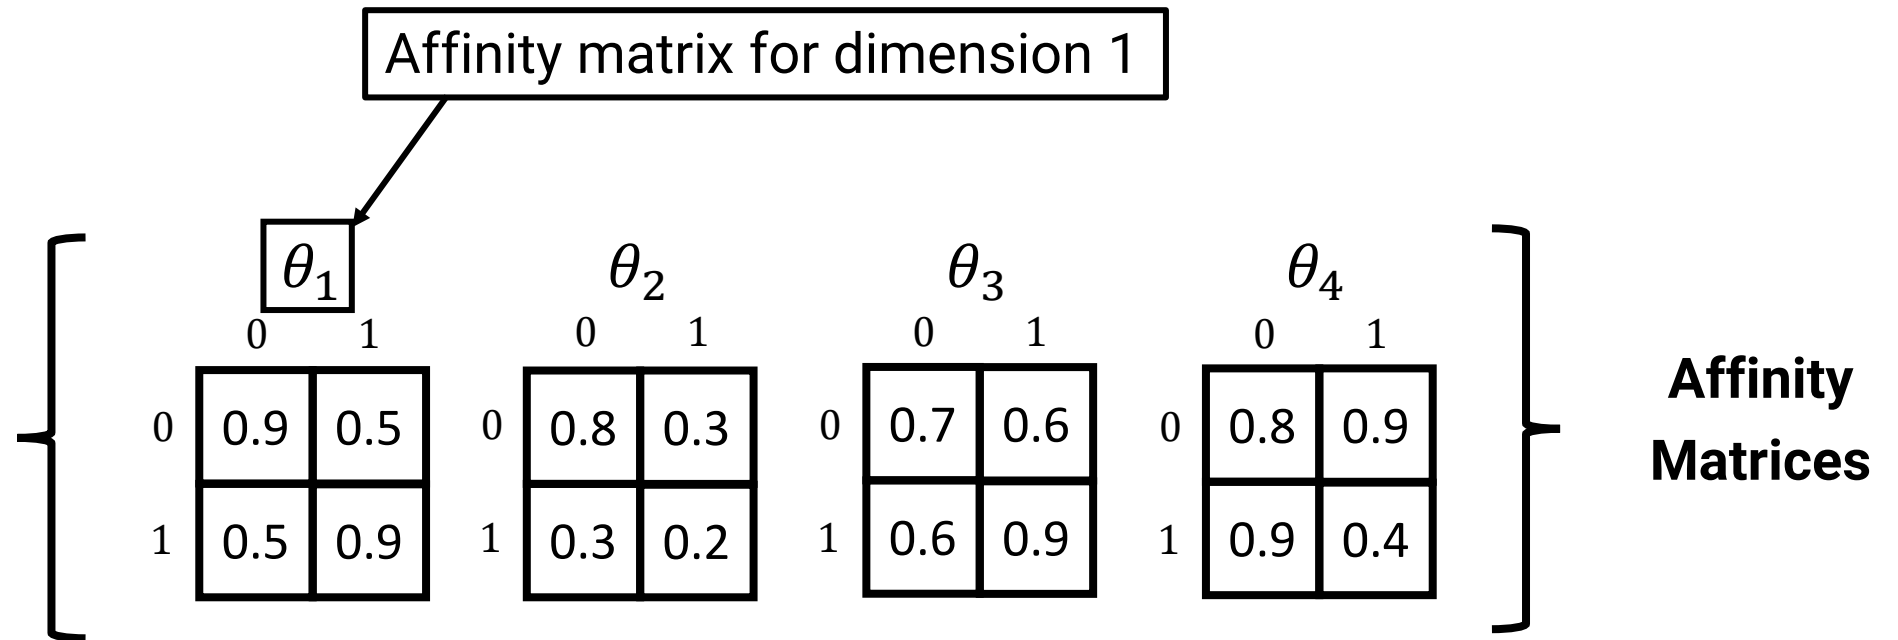 Affinity matrix for dimension 1
θ₁ θ₂ θ₃ θ₄
0 1 0 1 0 1 0 1
0 0.9 0.5 0 0.8 0.3 0 0.7 0.6 0 0.8 0.9
1 0.5 0.9 1 0.3 0.2 1 0.6 0.9 1 0.9 0.4
Affinity
Matrices